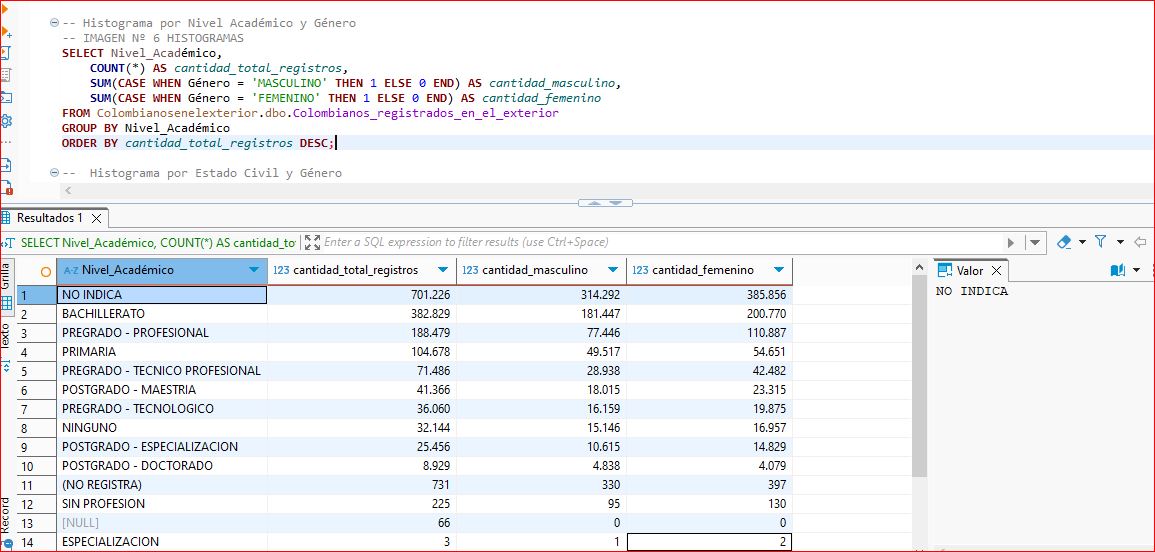 -- Histograma por Nivel Académico y Género
-- IMAGEN Nº 6 HISTOGRAMAS
SELECT Nivel_Académico,
COUNT(*) AS cantidad_total_registros,
SUM(CASE WHEN Género = 'MASCULINO' THEN 1 ELSE 0 END) AS cantidad_masculino,
SUM(CASE WHEN Género = 'FEMENINO' THEN 1 ELSE 0 END) AS cantidad_femenino
FROM Colombianosenelexterior.dbo.Colombianos_registrados_en_el_exterior
GROUP BY Nivel_Académico
ORDER BY cantidad_total_registros DESC;
-- Histograma por Estado Civil y Género
Resultados 1
SELECT Nivel_Académico, COUNT(*) AS cantidad_to
Enter a SQL expression to filter results (use Ctrl+Space)
Grilla
Texto
Record
A-Z Nivel_Académico 123 cantidad_total_registros 123 cantidad_masculino 123 cantidad_femenino
1 NO INDICA 701.226 314.292 385.856
2 BACHILLERATO 382.829 181.447 200.770
3 PREGRADO - PROFESIONAL 188.479 77.446 110.887
4 PRIMARIA 104.678 49.517 54.651
5 PREGRADO - TECNICO PROFESIONAL 71.486 28.938 42.482
6 POSTGRADO - MAESTRIA 41.366 18.015 23.315
7 PREGRADO - TECNOLOGICO 36.060 16.159 19.875
8 NINGUNO 32.144 15.146 16.957
9 POSTGRADO - ESPECIALIZACION 25.456 10.615 14.829
10 POSTGRADO - DOCTORADO 8.929 4.838 4.079
11 (NO REGISTRA) 731 330 397
12 SIN PROFESION 225 95 130
13 [NULL] 66 0 0
14 ESPECIALIZACION 3 1 2
Valor
NO INDICA